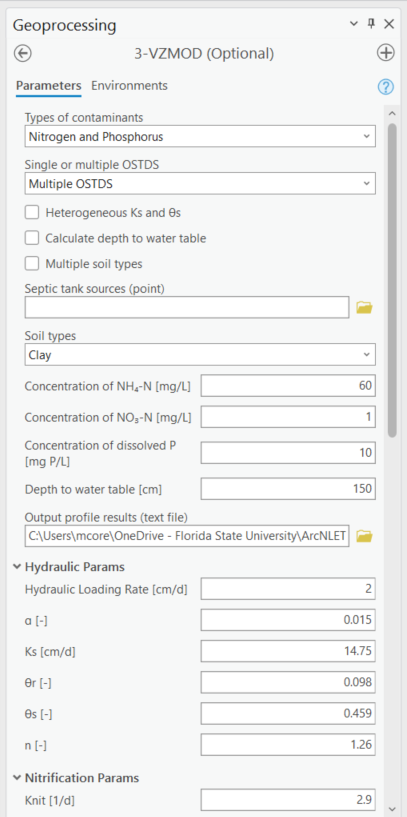 Geoprocessing
3-VZMOD (Optional)
Parameters Environments
Types of contaminants
Nitrogen and Phosphorus
Single or multiple OSTDS
Multiple OSTDS
Heterogeneous Ks and θs
Calculate depth to water table
Multiple soil types
Septic tank sources (point)
Soil types
Clay
Concentration of NH₄-N [mg/L] 60
Concentration of NO₃-N [mg/L] 1
Concentration of dissolved P
[mg P/L] 10
Depth to water table [cm] 150
Output profile results (text file)
C:\Users\mcore\OneDrive - Florida State University\ArcNLET
Hydraulic Params
Hydraulic Loading Rate [cm/d] 2
α [-] 0.015
Ks [cm/d] 14.75
θr [-] 0.098
θs [-] 0.459
n [-] 1.26
Nitrification Params
Knit [1/d] 2.9